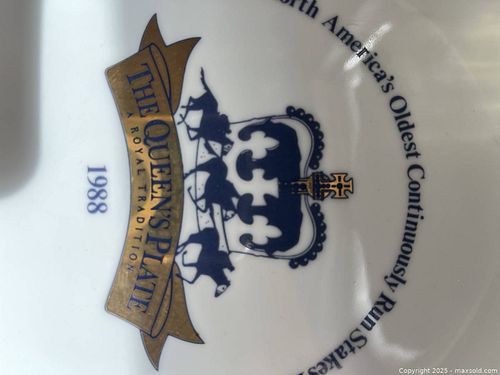 North America's Oldest Continuously Run Stakes
THE QUEEN'S PLATE
A ROYAL TRADITION
1988
Copyright 2025 - maxsold.com